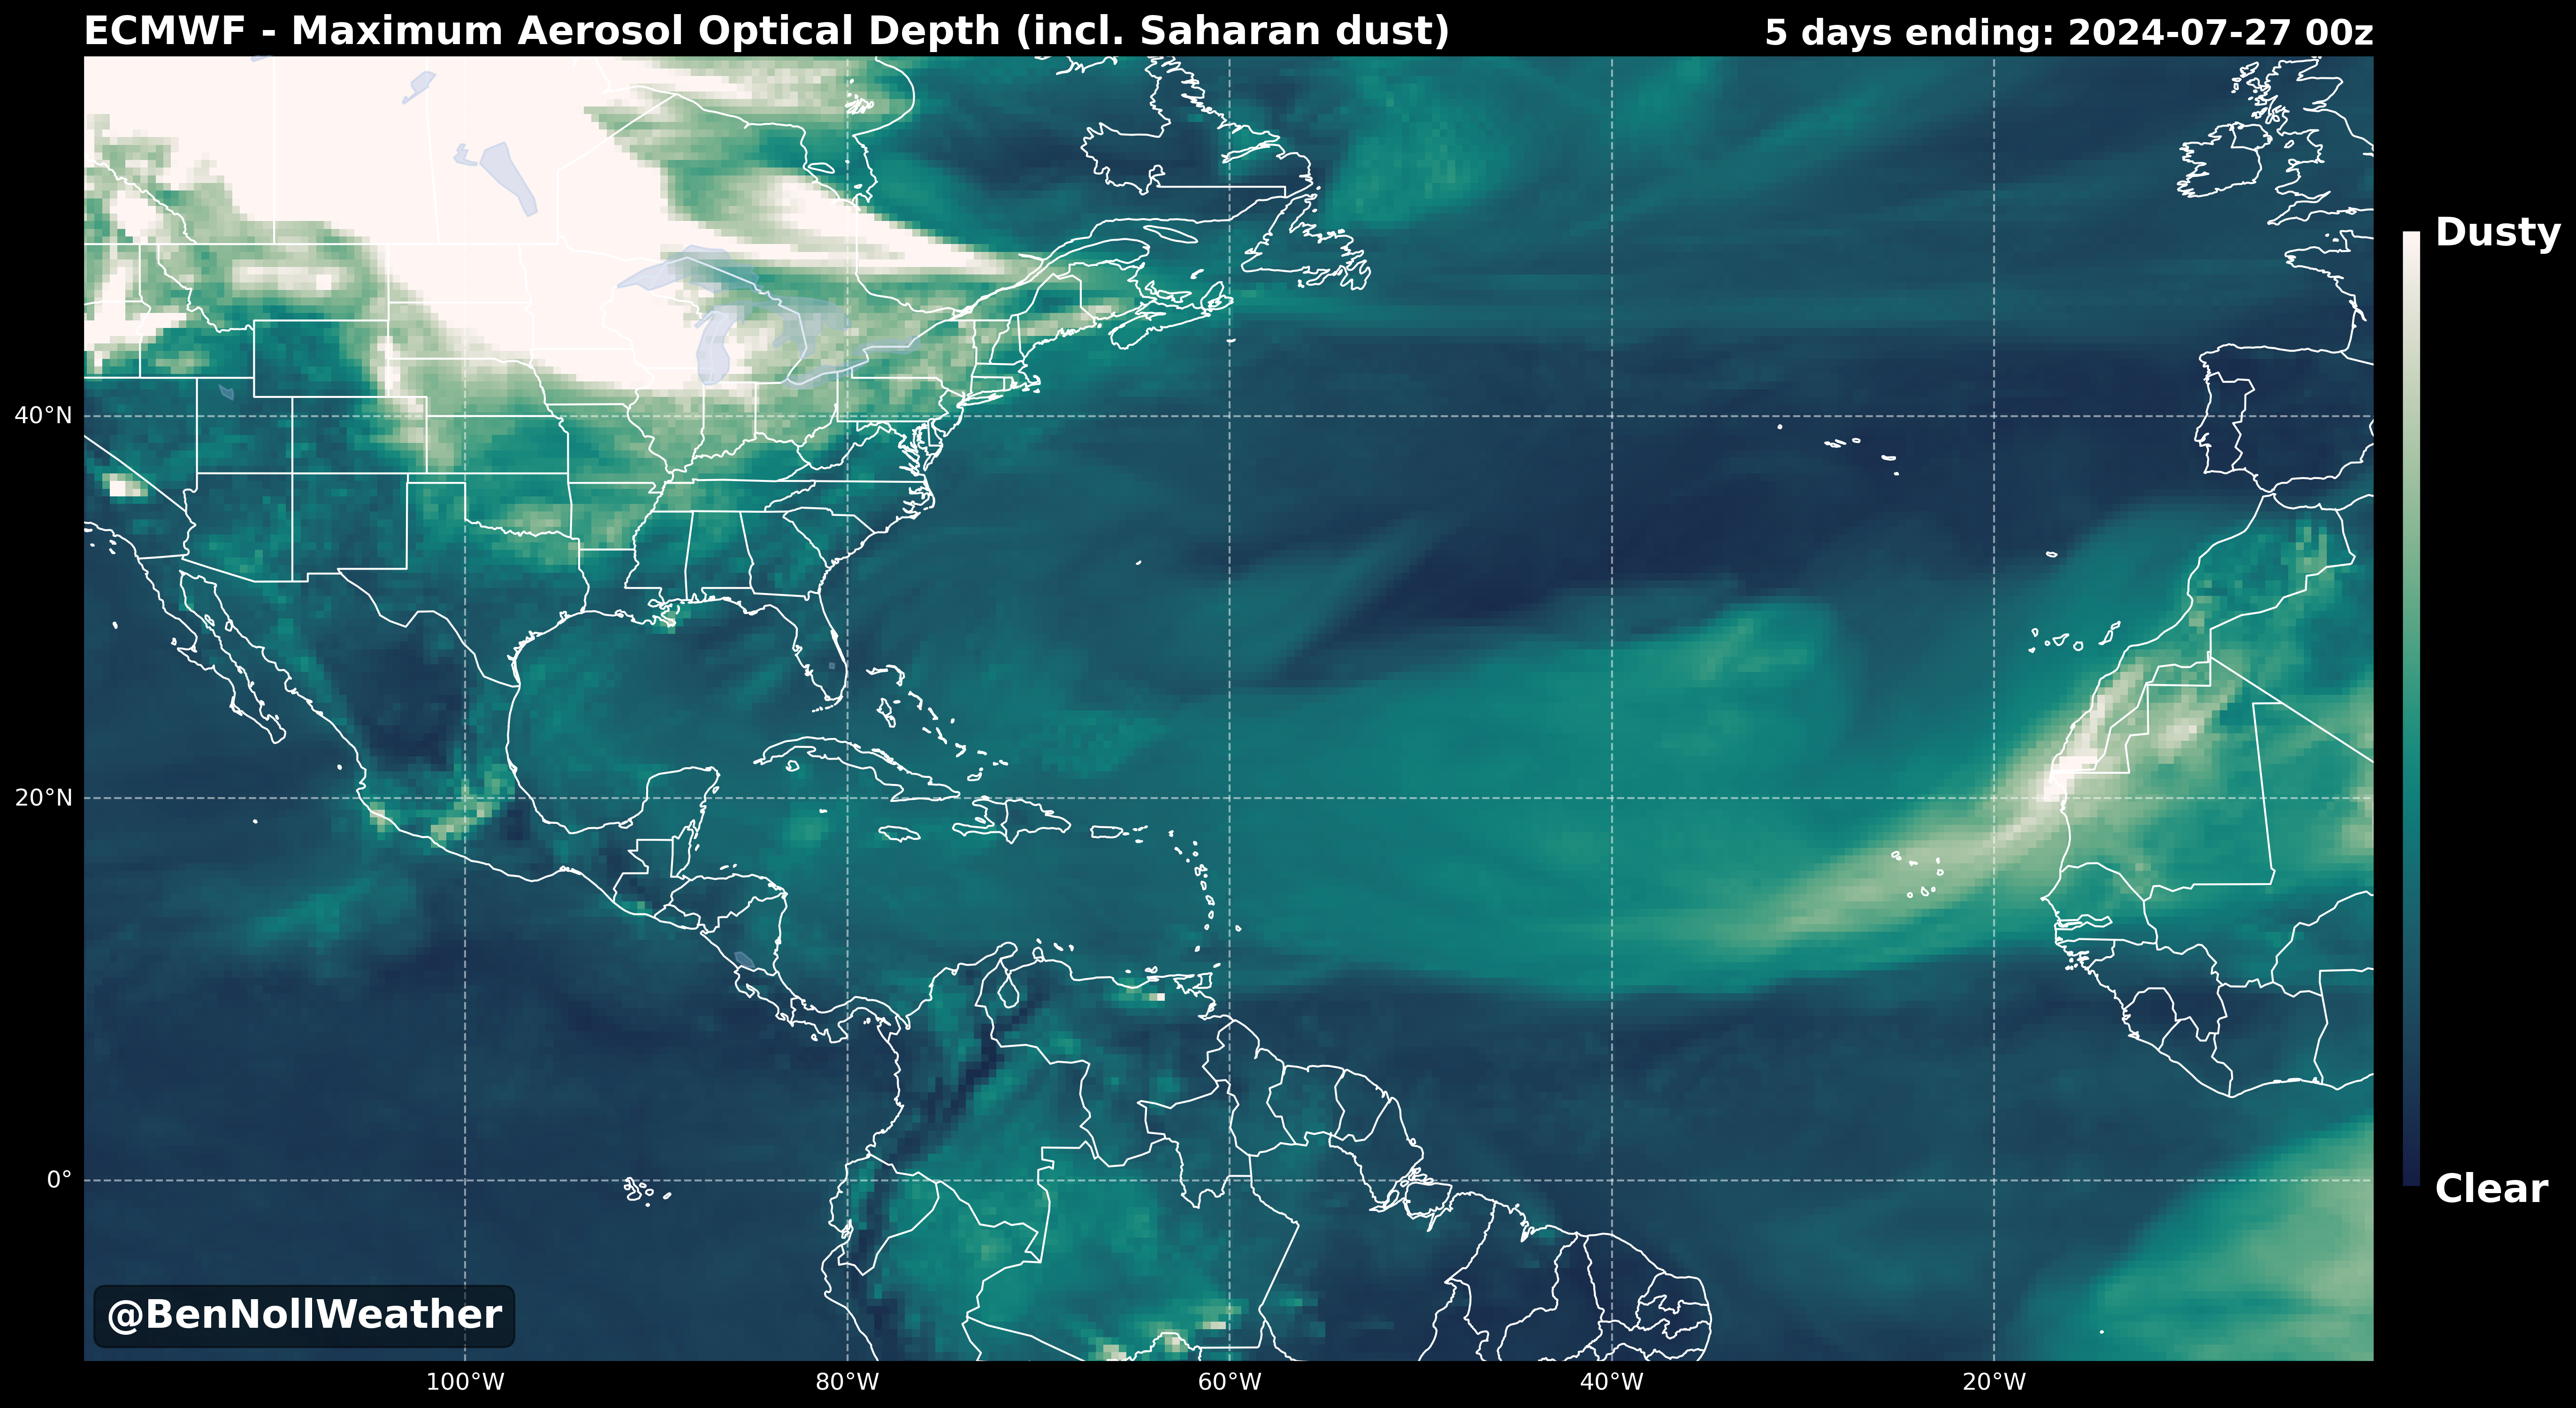 ECMWF - Maximum Aerosol Optical Depth (incl. Saharan dust)
5 days ending: 2024-07-27 00z
Dusty
40°N
20°N
0°
Clear
@BenNollWeather
100°W
80°W
60°W
40°W
20°W